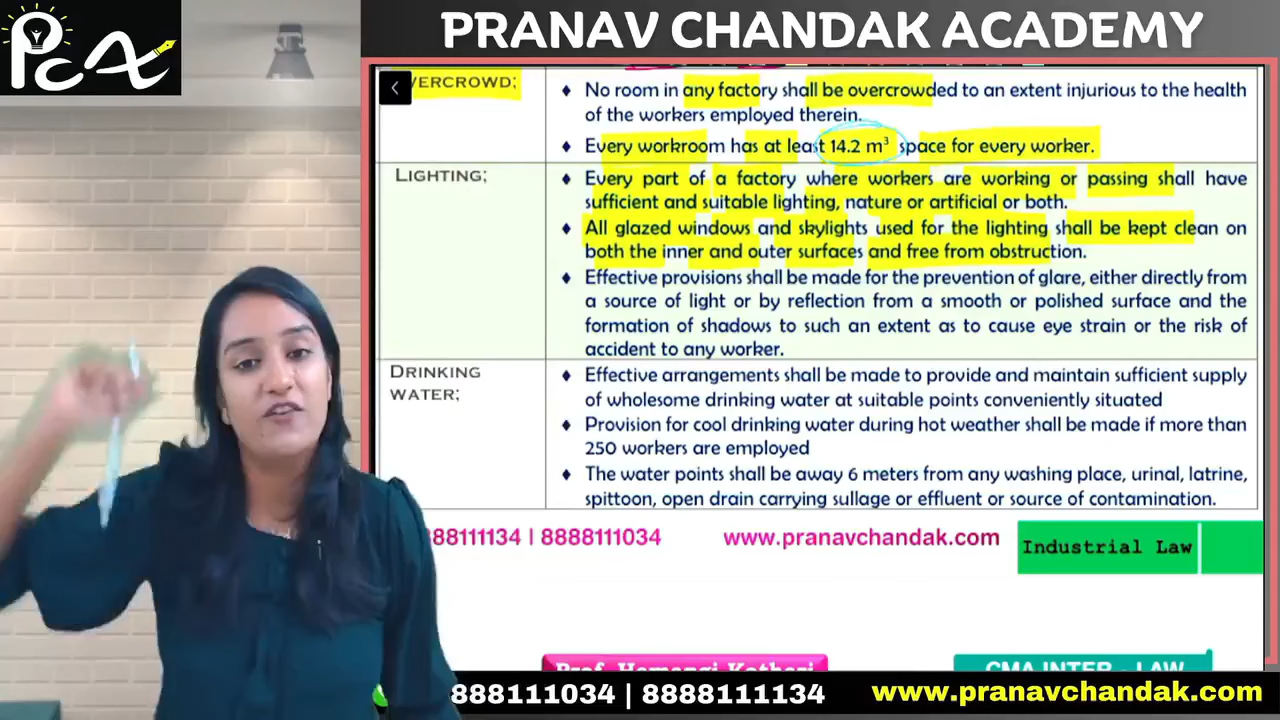 PCA
PRANAV CHANDAK ACADEMY
VERCROWD;
♦ No room in any factory shall be overcrowded to an extent injurious to the health
of the workers employed therein.
♦ Every workroom has at least 14.2 m³ space for every worker.
LIGHTING;
♦ Every part of a factory where workers are working or passing shall have
sufficient and suitable lighting, nature or artificial or both.
♦ All glazed windows and skylights used for the lighting shall be kept clean on
both the inner and outer surfaces and free from obstruction.
♦ Effective provisions shall be made for the prevention of glare, either directly from
a source of light or by reflection from a smooth or polished surface and the
formation of shadows to such an extent as to cause eye strain or the risk of
accident to any worker.
DRINKING
WATER;
♦ Effective arrangements shall be made to provide and maintain sufficient supply
of wholesome drinking water at suitable points conveniently situated
♦ Provision for cool drinking water during hot weather shall be made if more than
250 workers are employed
♦ The water points shall be away 6 meters from any washing place, urinal, latrine,
spittoon, open drain carrying sullage or effluent or source of contamination.
888111134 | 8888111034 www.pranavchandak.com
Industrial Law
Prof. Hemangi Kothari
CMA INTER - LAW
888111034 | 8888111134 www.pranavchandak.com